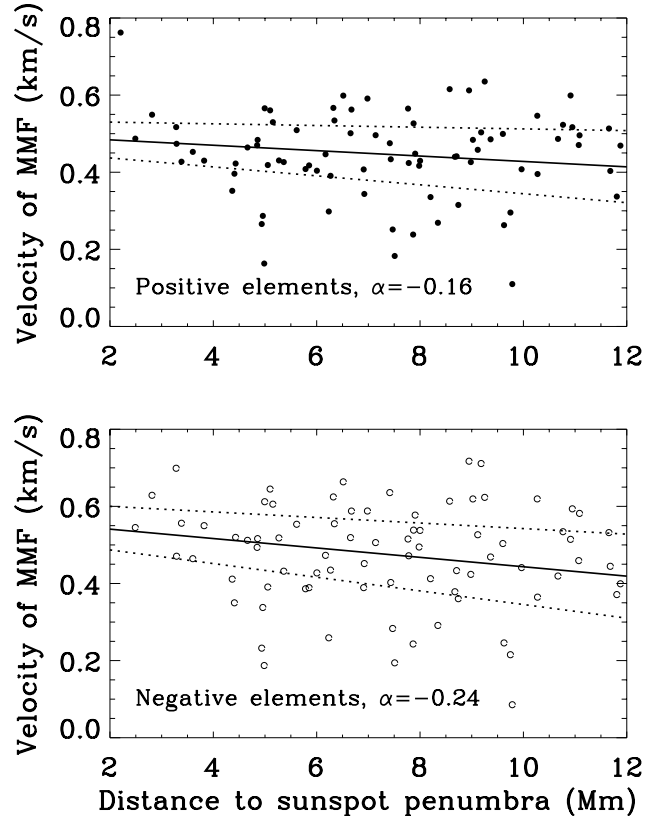 Velocity of MMF (km/s)
0.8
0.6
0.4
0.2
0.0
Positive elements, α=−0.16
2 4 6 8 10 12
Velocity of MMF (km/s)
0.8
0.6
0.4
0.2
0.0
Negative elements, α=−0.24
2 4 6 8 10 12
Distance to sunspot penumbra (Mm)